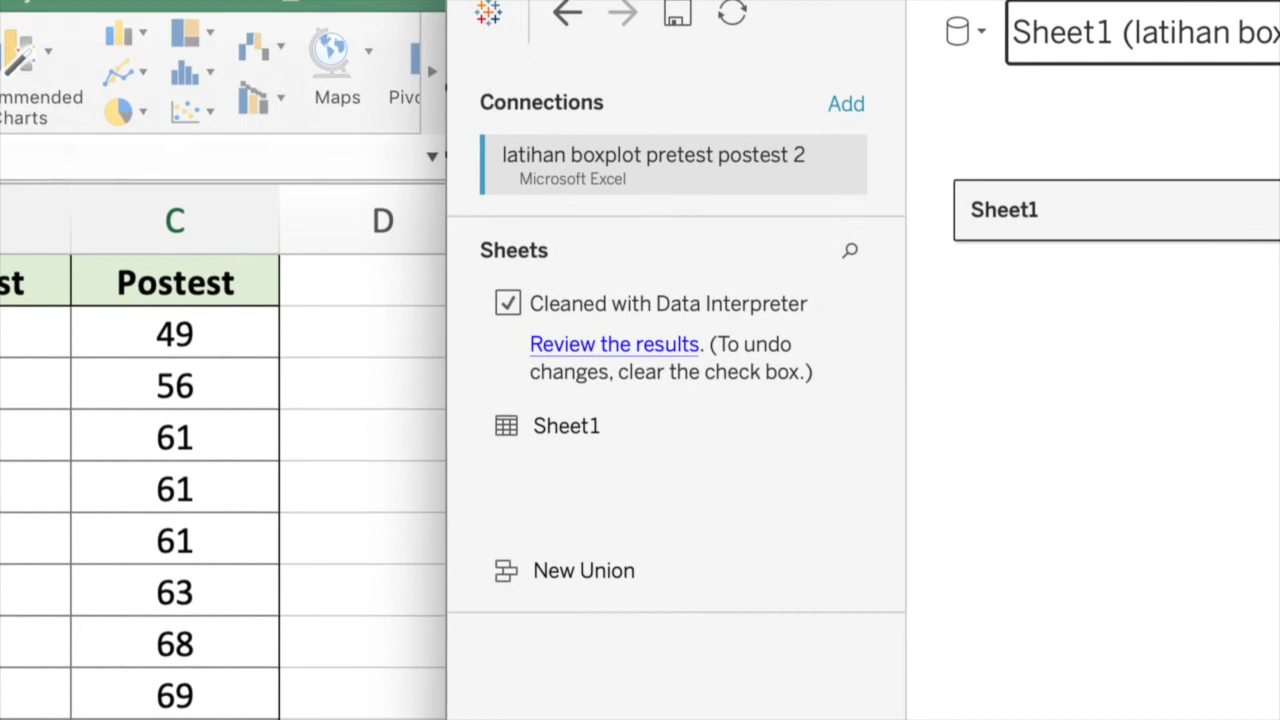 mmended
Charts
Maps
Connections
Add
latihan boxplot pretest postest 2
Microsoft Excel
Sheet1
C
D
Sheets
Cleaned with Data Interpreter
Review the results. (To undo
changes, clear the check box.)
Sheet1
New Union
st
Postest
49
56
61
61
61
63
68
69
Sheet1 (latihan box
Pivo